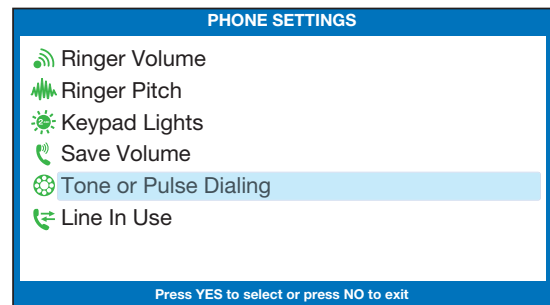 PHONE SETTINGS
Ringer Volume
Ringer Pitch
Keypad Lights
Save Volume
Tone or Pulse Dialing
Line In Use
Press YES to select or press NO to exit